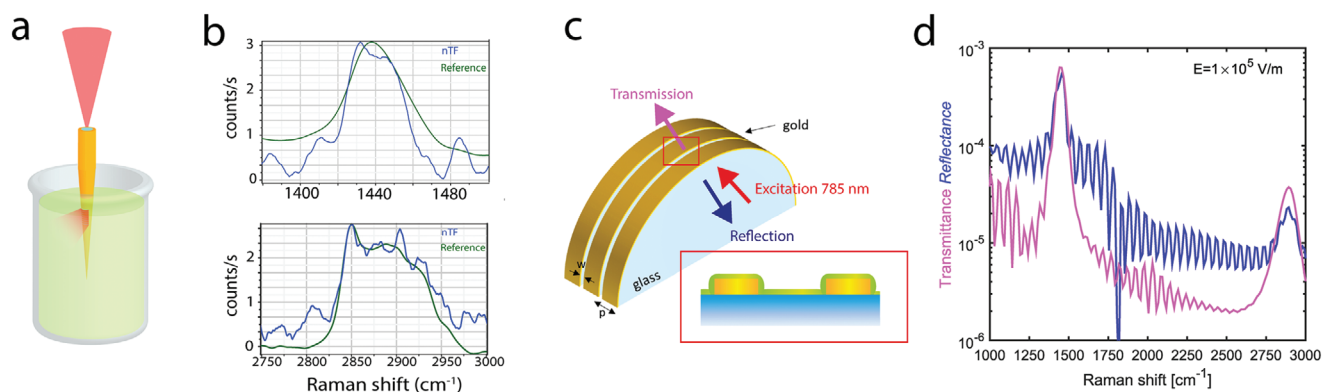 a
b
nTF
Reference
counts/s
3
2
1
0
1400
1440
1480
nTF
Reference
counts/s
2
1
0
2750
2800
2850
2900
2950
3000
Raman shift (cm⁻¹)
c
Transmission
gold
Excitation 785 nm
Reflection
glass
w
p
d
E=1×10⁵ V/m
Transmittance Reflectance
10⁻³
10⁻⁴
10⁻⁵
10⁻⁶
1000
1250
1500
1750
2000
2250
2500
2750
3000
Raman shift [cm⁻¹]